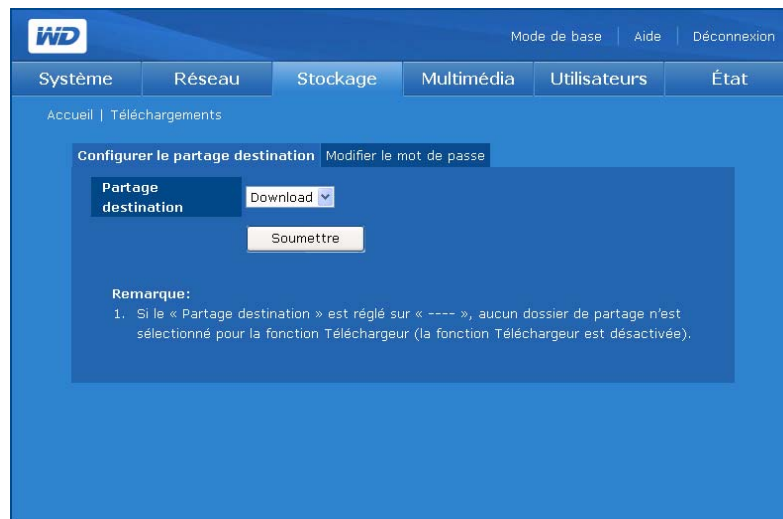 WD
Mode de base | Aide | Déconnexion
Système Réseau Stockage Multimédia Utilisateurs État
Accueil | Téléchargements
Configurer le partage destination Modifier le mot de passe
Partage
destination
Download
Soumettre
Remarque:
1. Si le « Partage destination » est réglé sur « ---- », aucun dossier de partage n'est
sélectionné pour la fonction Téléchargeur (la fonction Téléchargeur est désactivée).